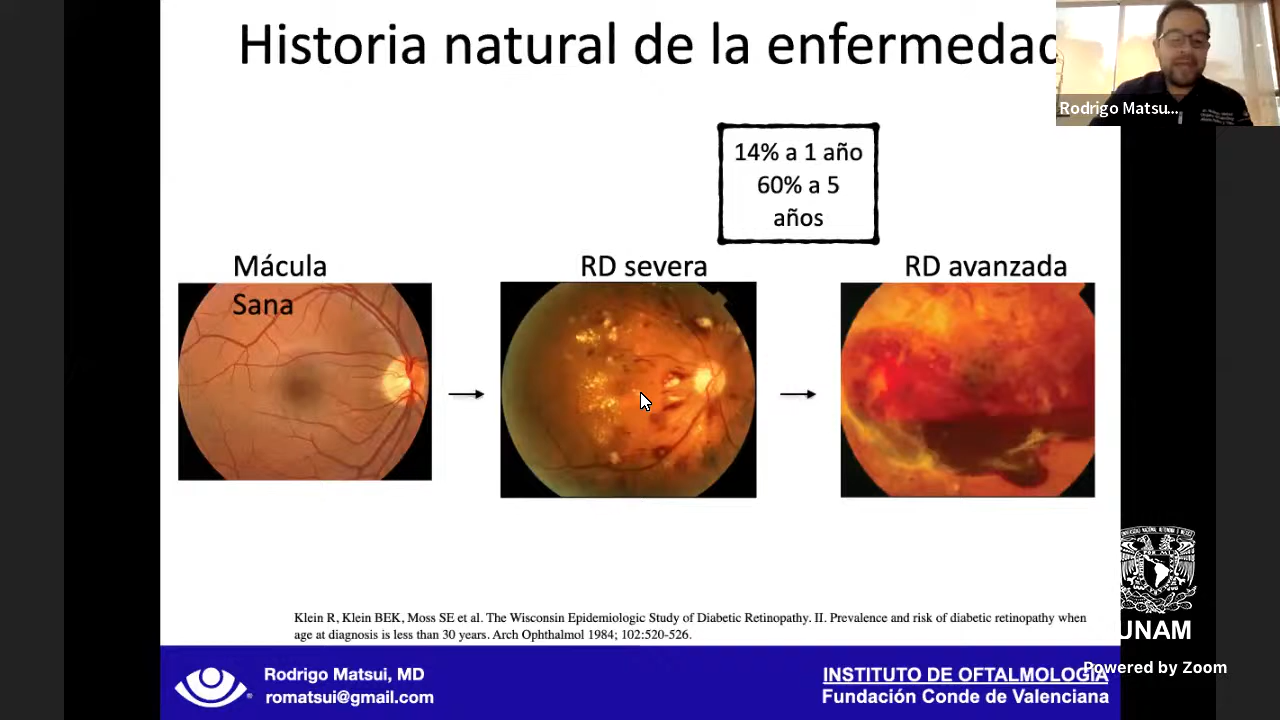 Historia natural de la enfermedad
Rodrigo Matsu...
14% a 1 año
60% a 5
años
Mácula
Sana
RD severa
RD avanzada
Klein R, Klein BEK, Moss SE et al. The Wisconsin Epidemiologic Study of Diabetic Retinopathy. II. Prevalence and risk of diabetic retinopathy when
age at diagnosis is less than 30 years. Arch Ophthalmol 1984; 102:520-526.
UNAM
Rodrigo Matsui, MD
romatsui@gmail.com
INSTITUTO DE OFTALMOLOGÍA
Fundación Conde de Valenciana
Powered by Zoom